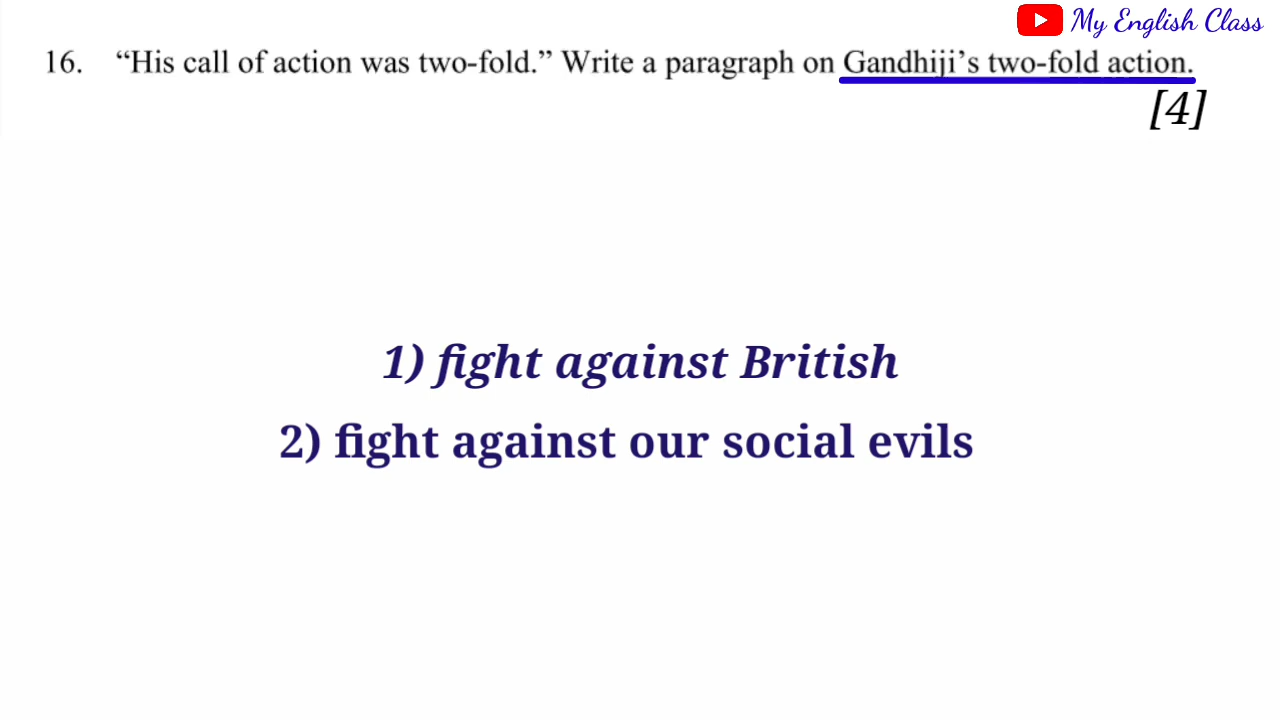 My English Class
16. “His call of action was two-fold.” Write a paragraph on Gandhiji’s two-fold action.
[4]
1) fight against British
2) fight against our social evils